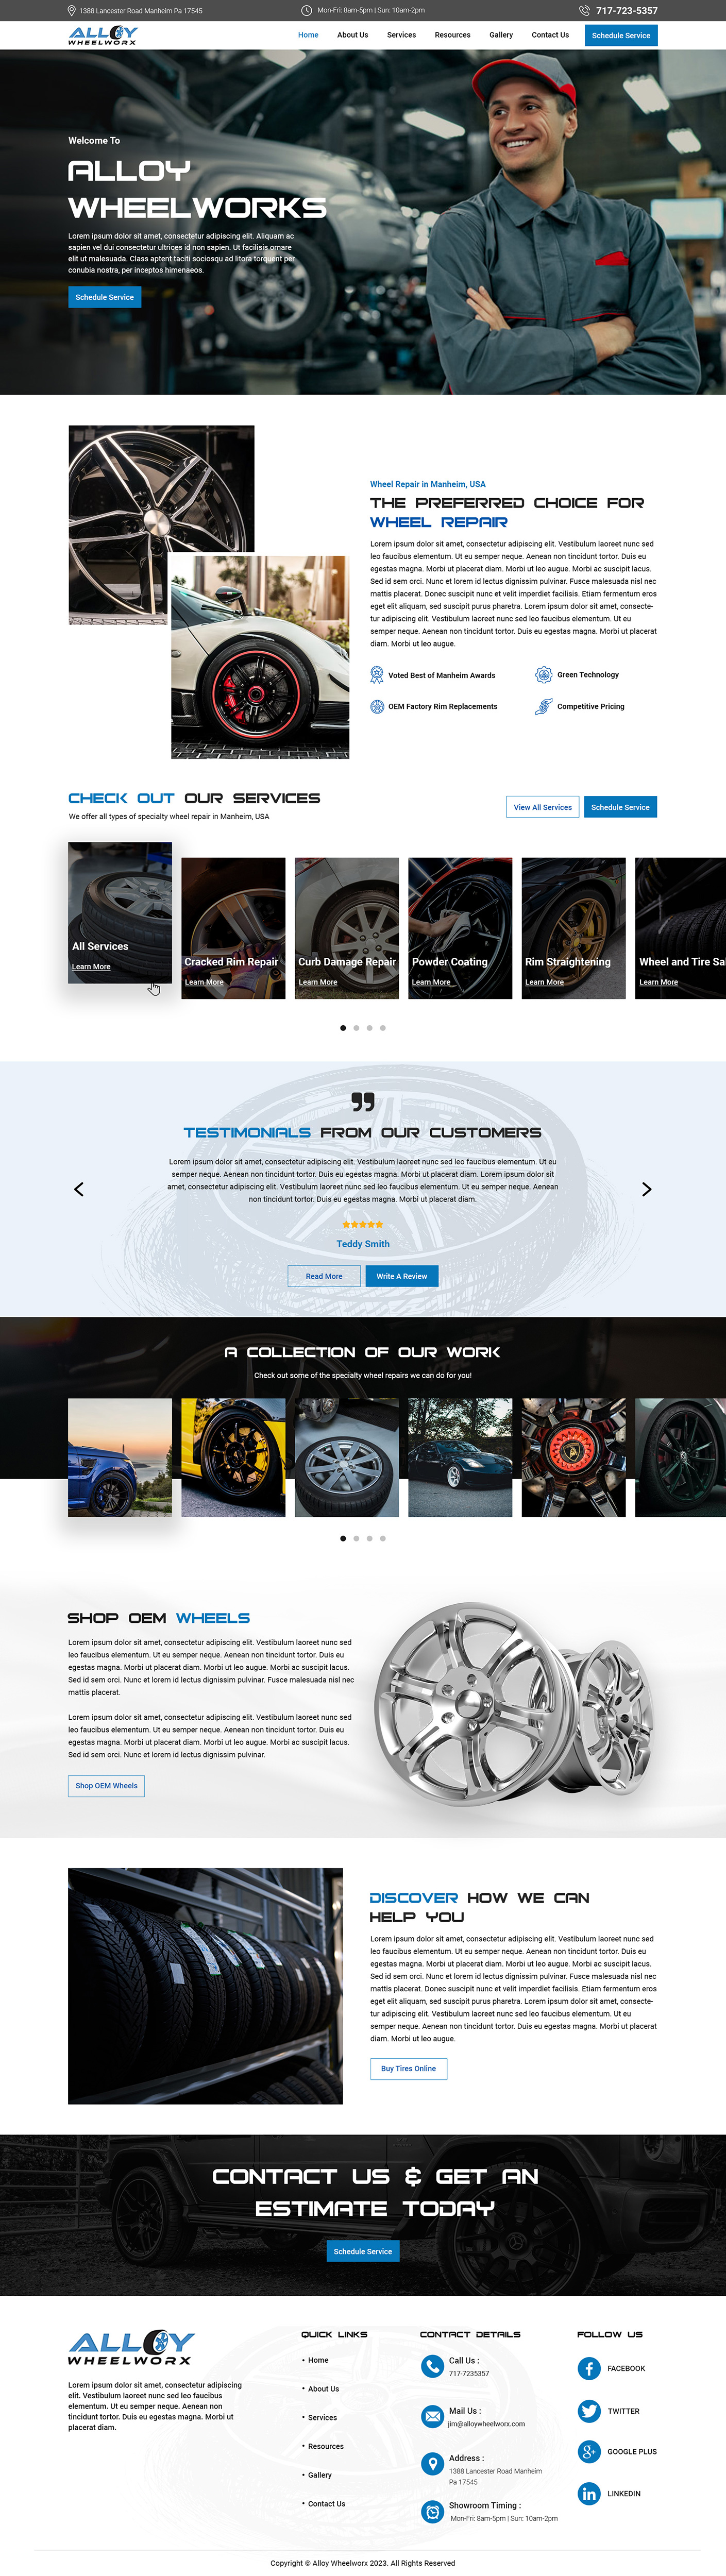 1388 Lancester Road Manheim Pa 17545
Mon-Fri: 8am-5pm | Sun: 10am-2pm
717-723-5357
ALLOY
WHEELWORX
Home
About Us
Services
Resources
Gallery
Contact Us
Schedule Service
Welcome To
ALLOY
WHEELWORKS
Lorem ipsum dolor sit amet, consectetur adipiscing elit. Aliquam ac
sapien vel dui consectetur ultrices id non sapien. Ut facilisis ornare
elit ut malesuada. Class aptent taciti sociosqu ad litora torquent per
conubia nostra, per inceptos himenaeos.
Schedule Service
Wheel Repair in Manheim, USA
THE PREFERRED CHOICE FOR
WHEEL REPAIR
Lorem ipsum dolor sit amet, consectetur adipiscing elit. Vestibulum laoreet nunc sed
leo faucibus elementum. Ut eu semper neque. Aenean non tincidunt tortor. Duis eu
egestas magna. Morbi ut placerat diam. Morbi ut leo augue. Morbi ac suscipit lacus.
Sed id sem orci. Nunc et lorem id lectus dignissim pulvinar. Fusce malesuada nisl nec
mattis placerat. Donec suscipit nunc et velit imperdiet facilisis. Etiam fermentum eros
eget elit aliquam, sed suscipit purus pharetra. Lorem ipsum dolor sit amet, consecte-
tur adipiscing elit. Vestibulum laoreet nunc sed leo faucibus elementum. Ut eu
semper neque. Aenean non tincidunt tortor. Duis eu egestas magna. Morbi ut placerat
diam. Morbi ut leo augue.
Voted Best of Manheim Awards
Green Technology
OEM Factory Rim Replacements
Competitive Pricing
CHECK OUT OUR SERVICES
We offer all types of specialty wheel repair in Manheim, USA
View All Services
Schedule Service
All Services
Learn More
Cracked Rim Repair
Learn More
Curb Damage Repair
Learn More
Powder Coating
Learn More
Rim Straightening
Learn More
Wheel and Tire Sa
Learn More
TESTIMONIALS FROM OUR CUSTOMERS
Lorem ipsum dolor sit amet, consectetur adipiscing elit. Vestibulum laoreet nunc sed leo faucibus elementum. Ut eu
semper neque. Aenean non tincidunt tortor. Duis eu egestas magna. Morbi ut placerat diam. Lorem ipsum dolor sit
amet, consectetur adipiscing elit. Vestibulum laoreet nunc sed leo faucibus elementum. Ut eu semper neque. Aenean
non tincidunt tortor. Duis eu egestas magna. Morbi ut placerat diam.
Teddy Smith
Read More
Write A Review
A COLLECTION OF OUR WORK
Check out some of the specialty wheel repairs we can do for you!
SHOP OEM WHEELS
Lorem ipsum dolor sit amet, consectetur adipiscing elit. Vestibulum laoreet nunc sed
leo faucibus elementum. Ut eu semper neque. Aenean non tincidunt tortor. Duis eu
egestas magna. Morbi ut placerat diam. Morbi ut leo augue. Morbi ac suscipit lacus.
Sed id sem orci. Nunc et lorem id lectus dignissim pulvinar. Fusce malesuada nisl nec
mattis placerat.
Lorem ipsum dolor sit amet, consectetur adipiscing elit. Vestibulum laoreet nunc sed
leo faucibus elementum. Ut eu semper neque. Aenean non tincidunt tortor. Duis eu
egestas magna. Morbi ut placerat diam. Morbi ut leo augue. Morbi ac suscipit lacus.
Sed id sem orci. Nunc et lorem id lectus dignissim pulvinar.
Shop OEM Wheels
DISCOVER HOW WE CAN
HELP YOU
Lorem ipsum dolor sit amet, consectetur adipiscing elit. Vestibulum laoreet nunc sed
leo faucibus elementum. Ut eu semper neque. Aenean non tincidunt tortor. Duis eu
egestas magna. Morbi ut placerat diam. Morbi ut leo augue. Morbi ac suscipit lacus.
Sed id sem orci. Nunc et lorem id lectus dignissim pulvinar. Fusce malesuada nisl nec
mattis placerat. Donec suscipit nunc et velit imperdiet facilisis. Etiam fermentum eros
eget elit aliquam, sed suscipit purus pharetra. Lorem ipsum dolor sit amet, consecte-
tur adipiscing elit. Vestibulum laoreet nunc sed leo faucibus elementum. Ut eu
semper neque. Aenean non tincidunt tortor. Duis eu egestas magna. Morbi ut placerat
diam. Morbi ut leo augue.
Buy Tires Online
CONTACT US & GET AN
ESTIMATE TODAY
Schedule Service
ALLOY
WHEELWORX
Lorem ipsum dolor sit amet, consectetur adipiscing
elit. Vestibulum laoreet nunc sed leo faucibus
elementum. Ut eu semper neque. Aenean non
tincidunt tortor. Duis eu egestas magna. Morbi ut
placerat diam.
QUICK LINKS
• Home
• About Us
• Services
• Resources
• Gallery
• Contact Us
CONTACT DETAILS
Call Us :
717-7235357
Mail Us :
jim@alloywheelworx.com
Address :
1388 Lancester Road Manheim
Pa 17545
Showroom Timing :
Mon-Fri: 8am-5pm | Sun: 10am-2pm
FOLLOW US
FACEBOOK
TWITTER
GOOGLE PLUS
LINKEDIN
Copyright © Alloy Wheelworx 2023. All Rights Reserved